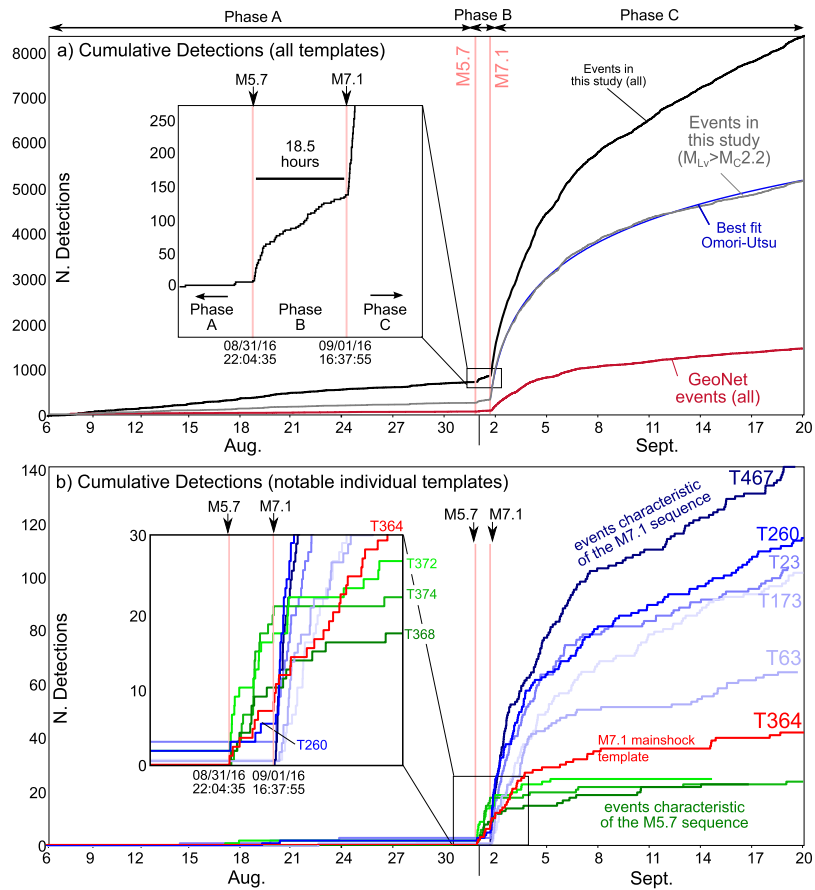 Phase A
Phase B
Phase C
a) Cumulative Detections (all templates)
N. Detections
8000
7000
6000
5000
4000
3000
2000
1000
0
M5.7
M7.1
Events in
this study (all)
Events in
this study
(MLv>MC2.2)
Best fit
Omori-Utsu
GeoNet
events (all)
M5.7
M7.1
250
200
150
100
50
0
18.5
hours
Phase
A
Phase
B
Phase
C
08/31/16
22:04:35
09/01/16
16:37:55
6 9 12 15 18 21 24 27 30 2 5 8 11 14 17 20
Aug.
Sept.
b) Cumulative Detections (notable individual templates)
N. Detections
140
120
100
80
60
40
20
0
M5.7
M7.1
30
20
10
0
T364
T372
T374
T368
T260
08/31/16
22:04:35
09/01/16
16:37:55
M5.7
M7.1
events characteristic
of the M7.1 sequence
T467
T260
T23
T173
T63
T364
M7.1 mainshock
template
events characteristic
of the M5.7 sequence
6 9 12 15 18 21 24 27 30 2 5 8 11 14 17 20
Aug.
Sept.